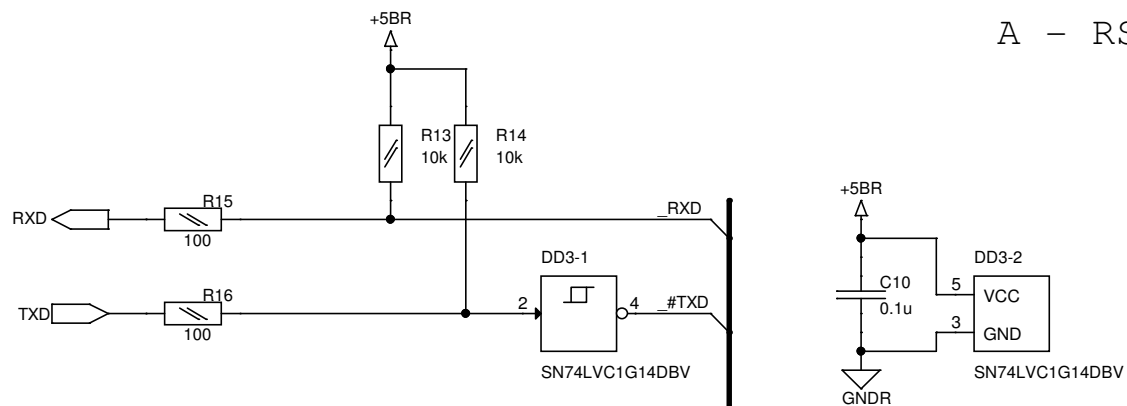 +5BR
A – RS
R13
10k
R14
10k
RXD
R15
100
_RXD
+5BR
TXD
R16
100
DD3-1
2
4
_#TXD
SN74LVC1G14DBV
C10
0.1u
DD3-2
5
VCC
3
GND
SN74LVC1G14DBV
GNDR